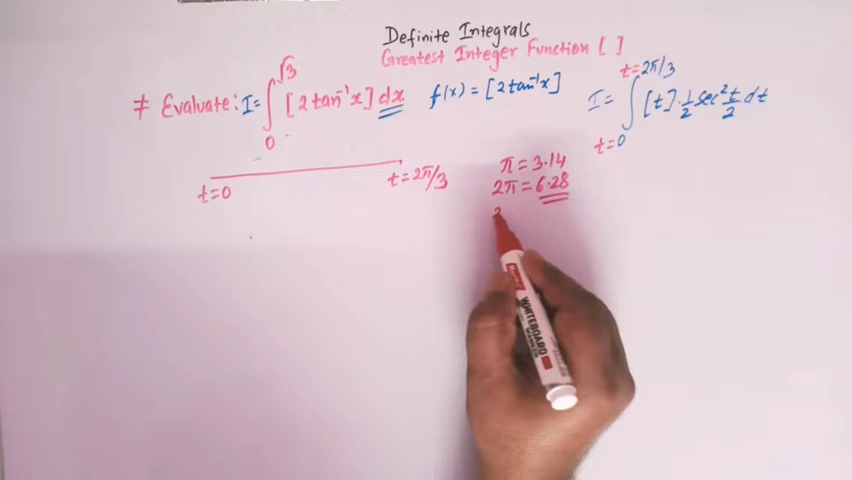 Definite Integrals
Greatest Integer Function [ ]
≠ Evaluate: I = ∫₀^√3 [2 tan⁻¹x] dx
f(x) = [2 tan⁻¹x]
I = ∫_{t=0}^{t=2π/3} [t]·1/2 sec² t/2 dt
t=0
t=2π/3
π = 3.14
2π = 6.28
WHITEBOARD
MARKER